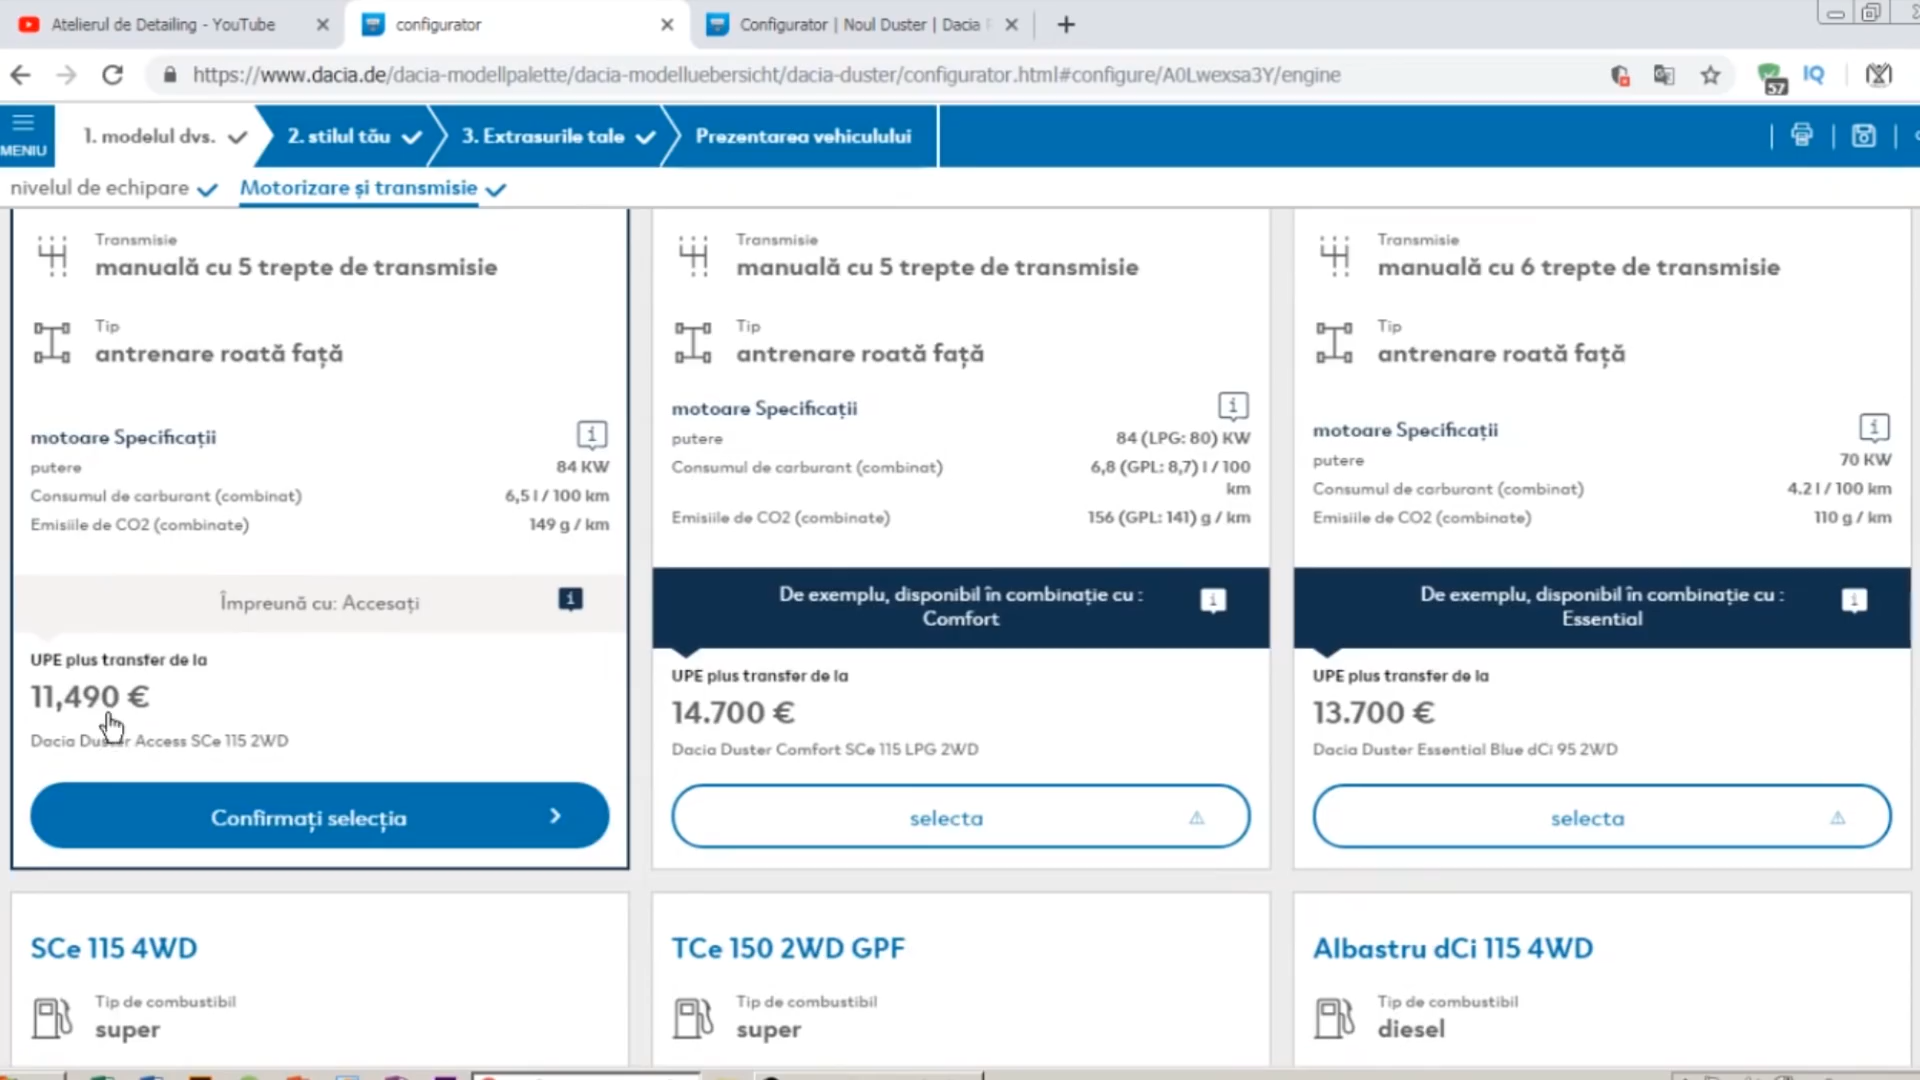 Atelierul de Detailing - YouTube
configurator
Configurator | Noul Duster | Dacia
https://www.dacia.de/dacia-modellpalette/dacia-modelluebersicht/dacia-duster/configurator.html#configure/A0Lwexsa3Y/engine
57
IQ
MENIU
1. modelul dvs.
2. stilul tău
3. Extrasurile tale
Prezentarea vehiculului
nivelul de echipare
Motorizare și transmisie
Transmisie
manuală cu 5 trepte de transmisie
Tip
antrenare roată față
motoare Specificații
putere
84 KW
Consumul de carburant (combinat)
6,5 l / 100 km
Emisiile de CO2 (combinate)
149 g / km
Împreună cu: Accesați
UPE plus transfer de la
11,490 €
Dacia Duster Access SCe 115 2WD
Confirmați selecția
Transmisie
manuală cu 5 trepte de transmisie
Tip
antrenare roată față
motoare Specificații
putere
84 (LPG: 80) KW
Consumul de carburant (combinat)
6,8 (GPL: 8,7) l / 100
km
Emisiile de CO2 (combinate)
156 (GPL: 141) g / km
De exemplu, disponibil în combinație cu :
Comfort
UPE plus transfer de la
14.700 €
Dacia Duster Comfort SCe 115 LPG 2WD
selecta
Transmisie
manuală cu 6 trepte de transmisie
Tip
antrenare roată față
motoare Specificații
putere
70 KW
Consumul de carburant (combinat)
4.2 l / 100 km
Emisiile de CO2 (combinate)
110 g / km
De exemplu, disponibil în combinație cu :
Essential
UPE plus transfer de la
13.700 €
Dacia Duster Essential Blue dCi 95 2WD
selecta
SCe 115 4WD
Tip de combustibil
super
TCe 150 2WD GPF
Tip de combustibil
super
Albastru dCi 115 4WD
Tip de combustibil
diesel